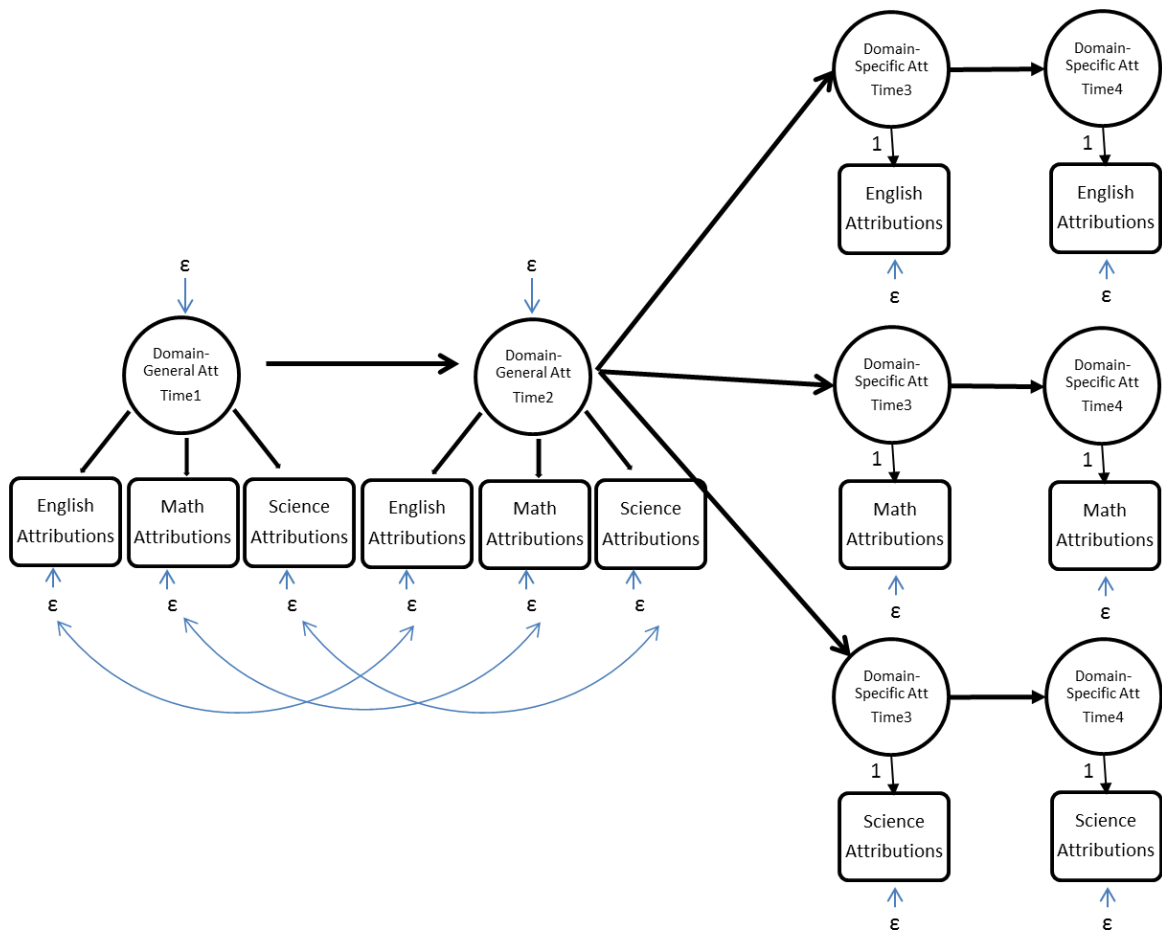 Domain-
Specific Att
Time3
Domain-
Specific Att
Time4
1
1
English
Attributions
English
Attributions
ε
ε
ε
ε
Domain-
General Att
Time1
Domain-
General Att
Time2
Domain-
Specific Att
Time3
Domain-
Specific Att
Time4
1
1
English
Attributions
Math
Attributions
Science
Attributions
English
Attributions
Math
Attributions
Science
Attributions
Math
Attributions
Math
Attributions
ε
ε
ε
ε
ε
ε
ε
ε
Domain-
Specific Att
Time3
Domain-
Specific Att
Time4
1
1
Science
Attributions
Science
Attributions
ε
ε